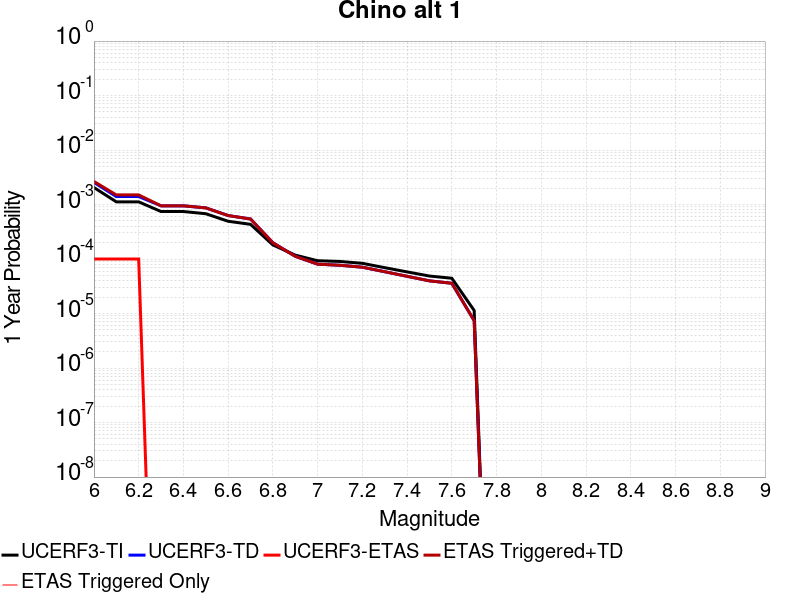 Chino alt 1
10^0
10^-1
10^-2
10^-3
10^-4
10^-5
10^-6
10^-7
10^-8
1 Year Probability
6 6.2 6.4 6.6 6.8 7 7.2 7.4 7.6 7.8 8 8.2 8.4 8.6 8.8 9
Magnitude
UCERF3-TI UCERF3-TD UCERF3-ETAS ETAS Triggered+TD
ETAS Triggered Only